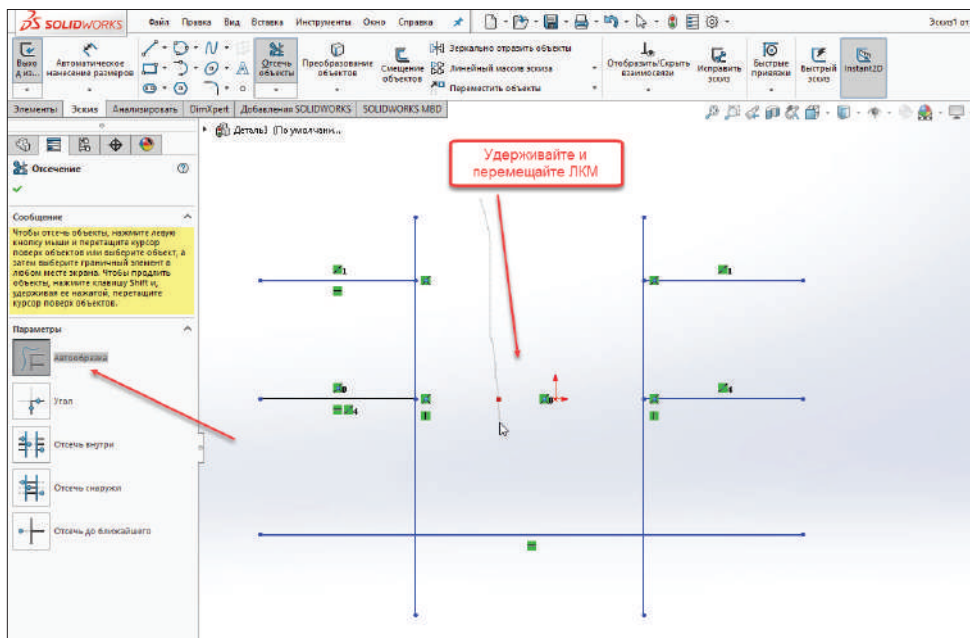 SOLIDWORKS Файл Правка Вид Вставка Инструменты Окно Справка Эскиз1 от
Автоматическое нанесение размеров
Отсечь объекты
Преобразование объектов
Смещение объектов
Зеркально отразить объекты
Линейный массив эскиза
Переместить объекты
Отобразить/Скрыть взаимосвязи
Исправить эскиз
Быстрые привязки
Быстрый эскиз
Instant2D
Элементы Эскиз Анализировать DimXpert Добавления SOLIDWORKS SOLIDWORKS MBD
Деталь3 (По умолчани...
Отсечение
Сообщение
Чтобы отсечь объекты, нажмите левую
кнопку мыши и перетащите курсор
поверх объектов или выберите объект, а
затем выберите граничный элемент в
любом месте экрана. Чтобы продлить
объекты, нажмите клавишу Shift и,
удерживая ее нажатой, перетащите
курсор поверх объектов.
Параметры
Автообрезка
Угол
Отсечь внутри
Отсечь снаружи
Отсечь до ближайшего
Удерживайте и
перемещайте ЛКМ